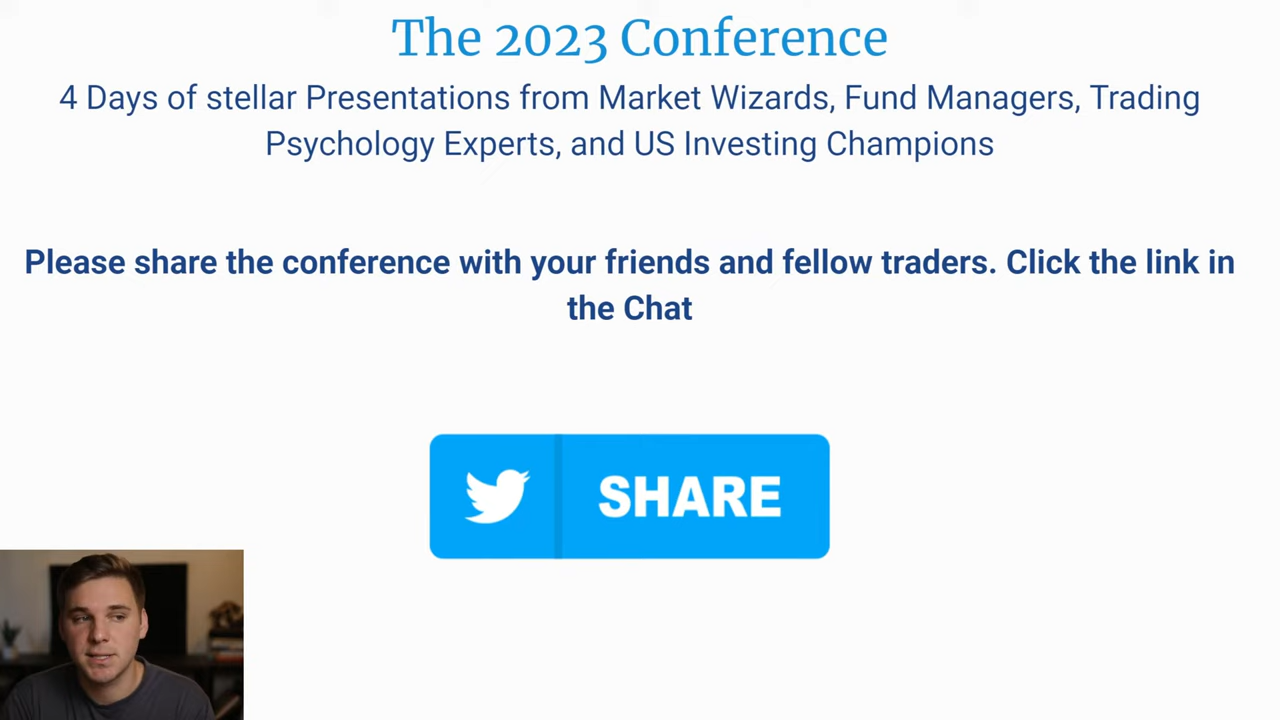 The 2023 Conference
4 Days of stellar Presentations from Market Wizards, Fund Managers, Trading
Psychology Experts, and US Investing Champions
Please share the conference with your friends and fellow traders. Click the link in
the Chat
SHARE